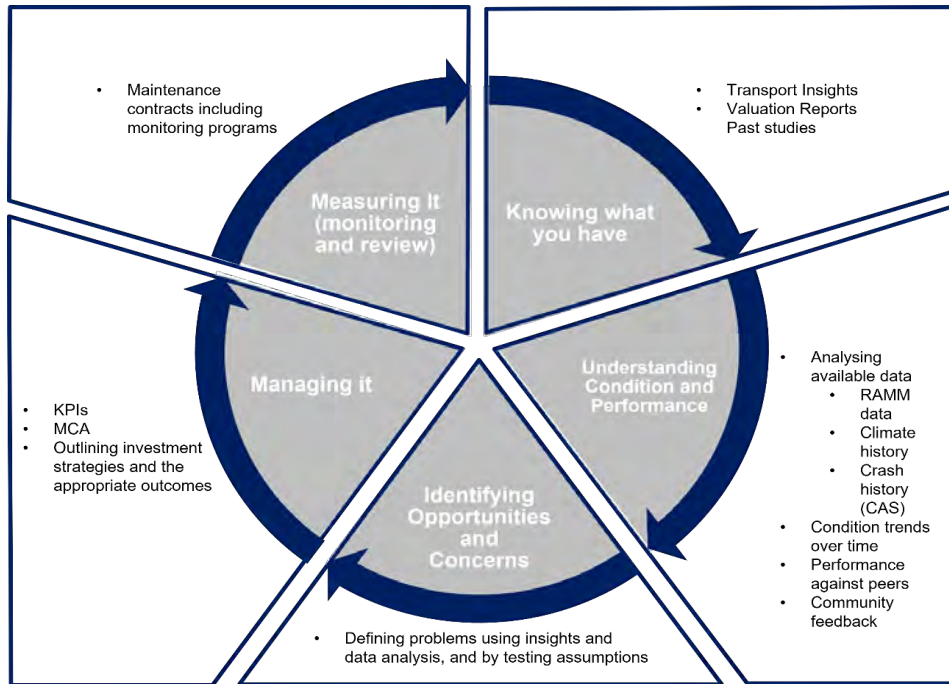 • Maintenance
contracts including
monitoring programs
• Transport Insights
• Valuation Reports
Past studies
Measuring It
(monitoring
and review)
Knowing what
you have
Understanding
Condition and
Performance
Managing it
Identifying
Opportunities
and
Concerns
• Analysing
available data
• RAMM
data
• Climate
history
• Crash
history
(CAS)
• Condition trends
over time
• Performance
against peers
• Community
feedback
• KPIs
• MCA
• Outlining investment
strategies and the
appropriate outcomes
• Defining problems using insights and
data analysis, and by testing assumptions